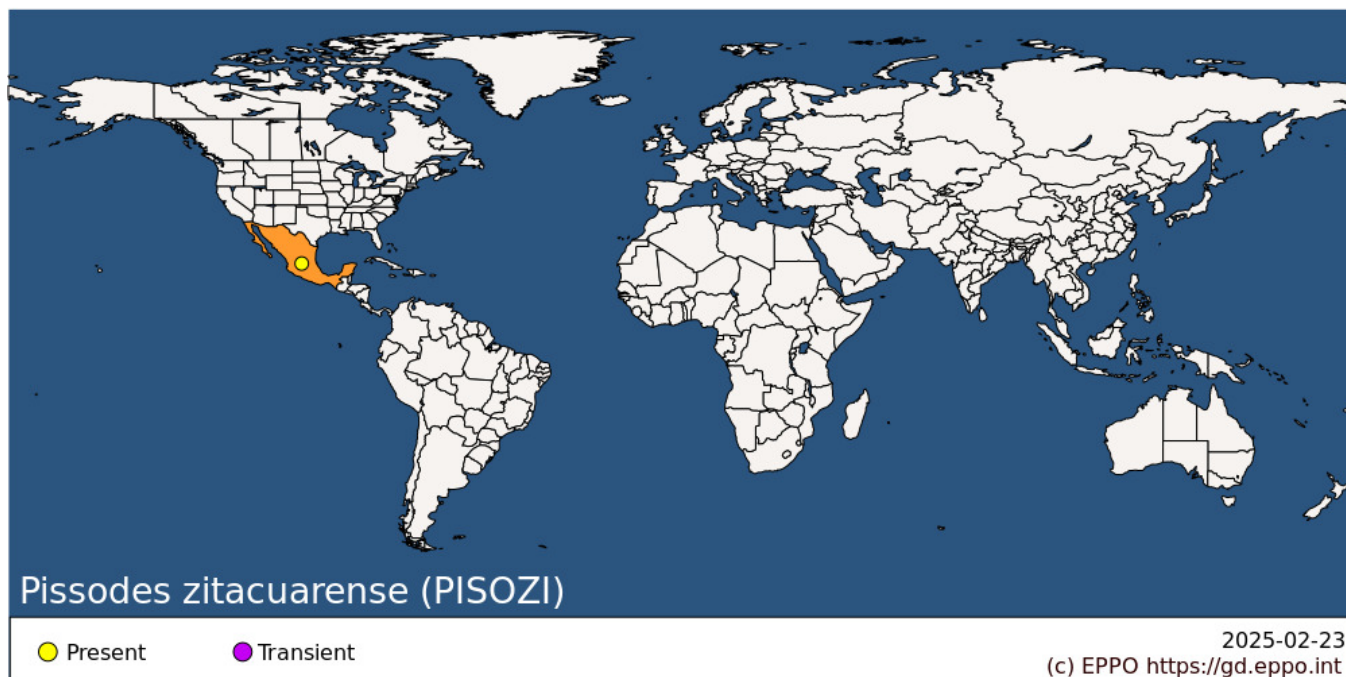 Pissodes zitacuarense (PISOZI)
Present
Transient
2025-02-23
(c) EPPO https://gd.eppo.int